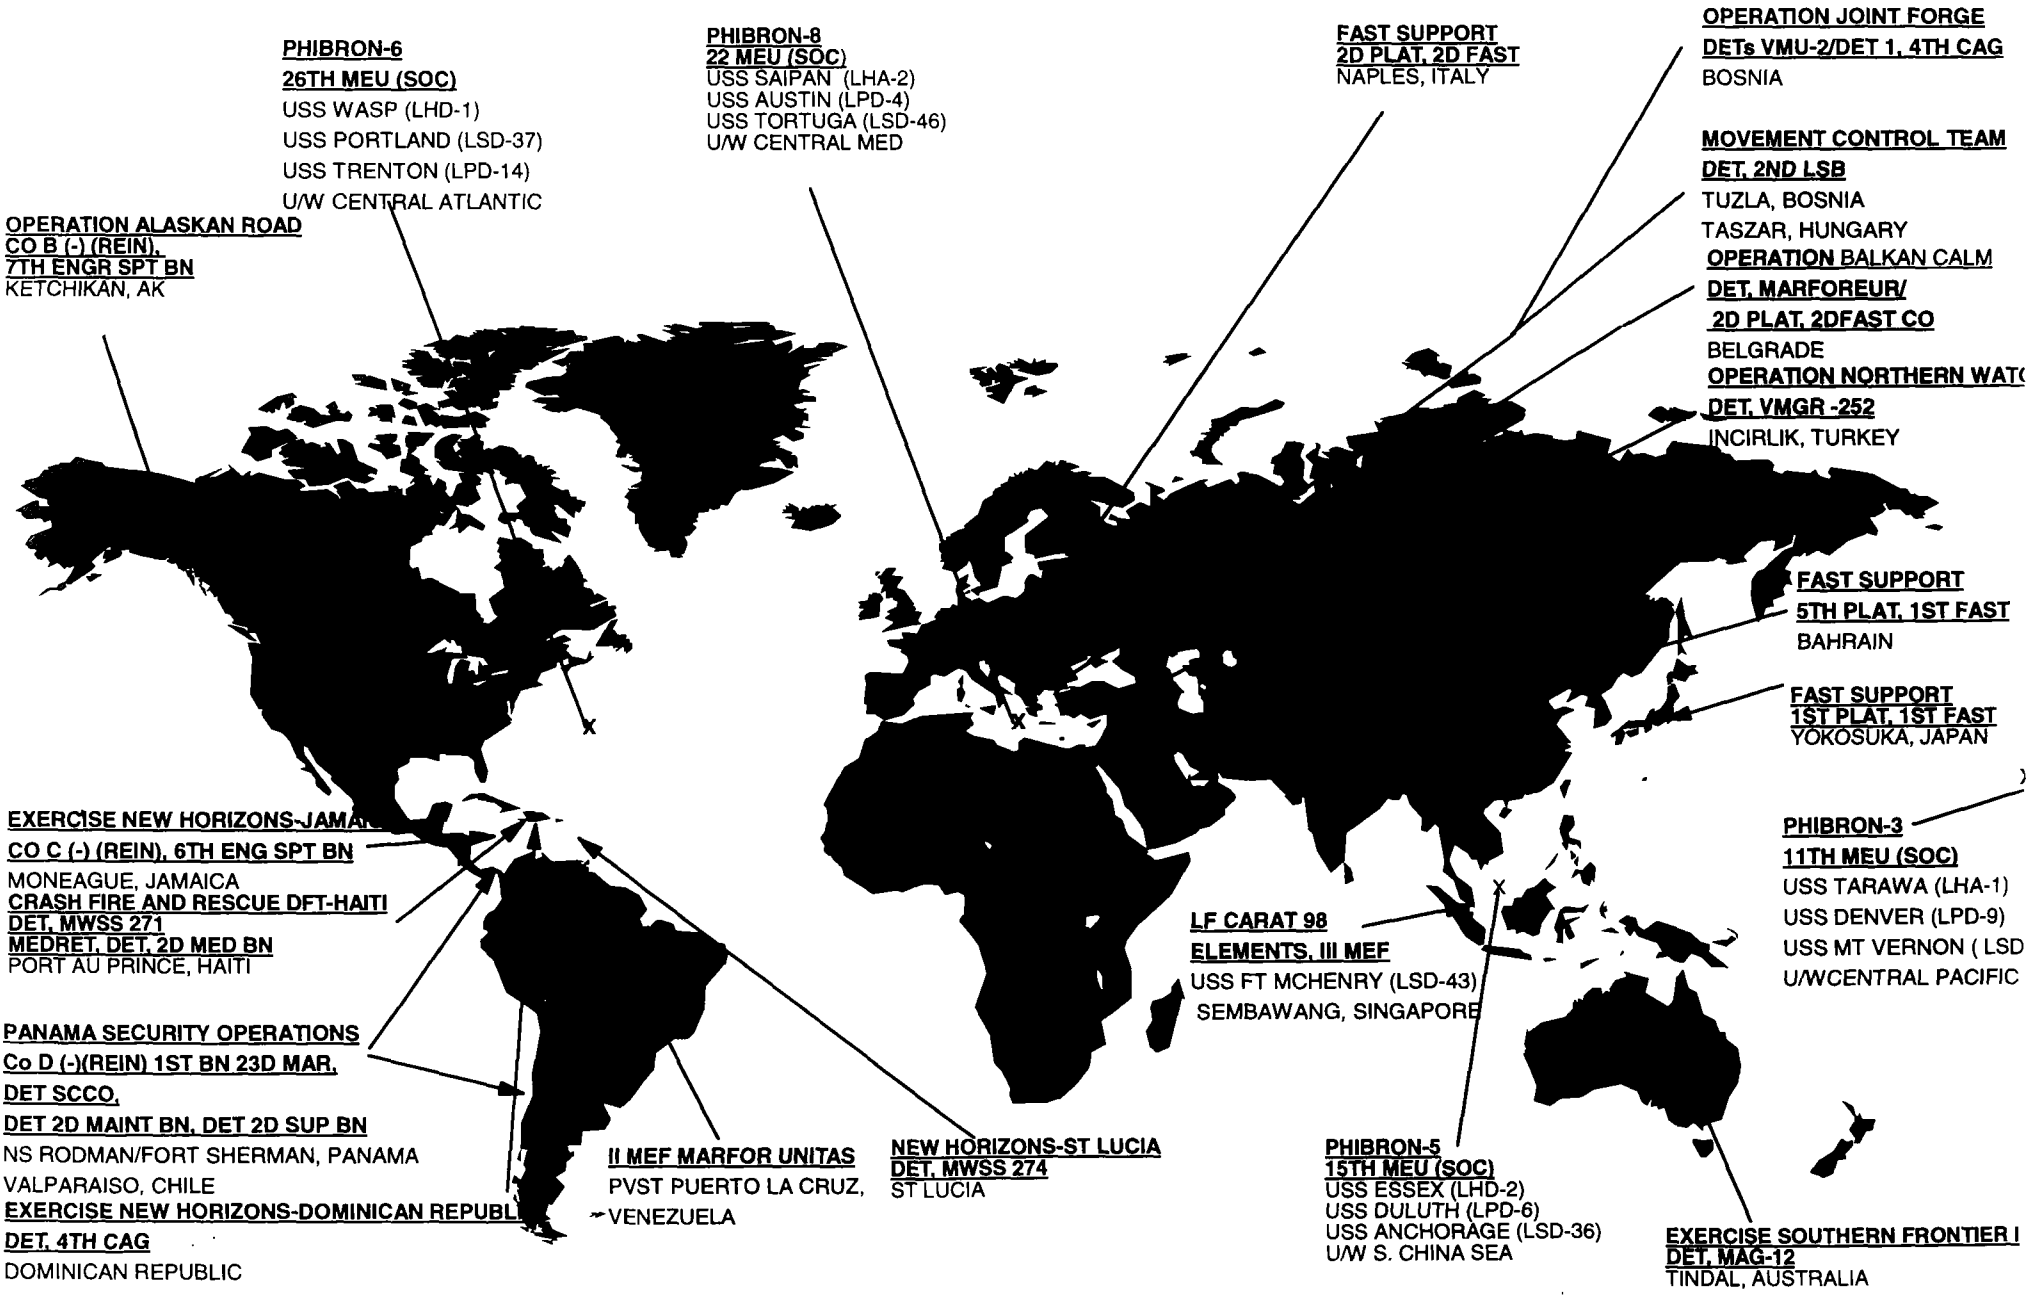 PHIBRON-6
26TH MEU (SOC)
USS WASP (LHD-1)
USS PORTLAND (LSD-37)
USS TRENTON (LPD-14)
U/W CENTRAL ATLANTIC
PHIBRON-8
22 MEU (SOC)
USS SAIPAN (LHA-2)
USS AUSTIN (LPD-4)
USS TORTUGA (LSD-46)
U/W CENTRAL MED
FAST SUPPORT
2D PLAT, 2D FAST
NAPLES, ITALY
OPERATION JOINT FORGE
DETs VMU-2/DET 1, 4TH CAG
BOSNIA
MOVEMENT CONTROL TEAM
DET, 2ND LSB
TUZLA, BOSNIA
TASZAR, HUNGARY
OPERATION BALKAN CALM
DET, MARFOREUR/
2D PLAT, 2DFAST CO
BELGRADE
OPERATION NORTHERN WATC
DET, VMGR -252
INCIRLIK, TURKEY
OPERATION ALASKAN ROAD
CO B (-) (REIN),
7TH ENGR SPT BN
KETCHIKAN, AK
FAST SUPPORT
5TH PLAT, 1ST FAST
BAHRAIN
FAST SUPPORT
1ST PLAT, 1ST FAST
YOKOSUKA, JAPAN
X
X
X
X
PHIBRON-3
11TH MEU (SOC)
USS TARAWA (LHA-1)
USS DENVER (LPD-9)
USS MT VERNON ( LSD
U/WCENTRAL PACIFIC
EXERCISE NEW HORIZONS-JAMAI
CO C (-) (REIN), 6TH ENG SPT BN
MONEAGUE, JAMAICA
CRASH FIRE AND RESCUE DFT-HAITI
DET, MWSS 271
MEDRET, DET, 2D MED BN
PORT AU PRINCE, HAITI
LF CARAT 98
ELEMENTS, III MEF
USS FT MCHENRY (LSD-43)
SEMBAWANG, SINGAPORE
PANAMA SECURITY OPERATIONS
Co D (-)(REIN) 1ST BN 23D MAR,
DET SCCO,
DET 2D MAINT BN, DET 2D SUP BN
NS RODMAN/FORT SHERMAN, PANAMA
VALPARAISO, CHILE
EXERCISE NEW HORIZONS-DOMINICAN REPUBL
DET, 4TH CAG
DOMINICAN REPUBLIC
II MEF MARFOR UNITAS
PVST PUERTO LA CRUZ,
VENEZUELA
NEW HORIZONS-ST LUCIA
DET, MWSS 274
ST LUCIA
PHIBRON-5
15TH MEU (SOC)
USS ESSEX (LHD-2)
USS DULUTH (LPD-6)
USS ANCHORAGE (LSD-36)
U/W S. CHINA SEA
EXERCISE SOUTHERN FRONTIER I
DET, MAG-12
TINDAL, AUSTRALIA